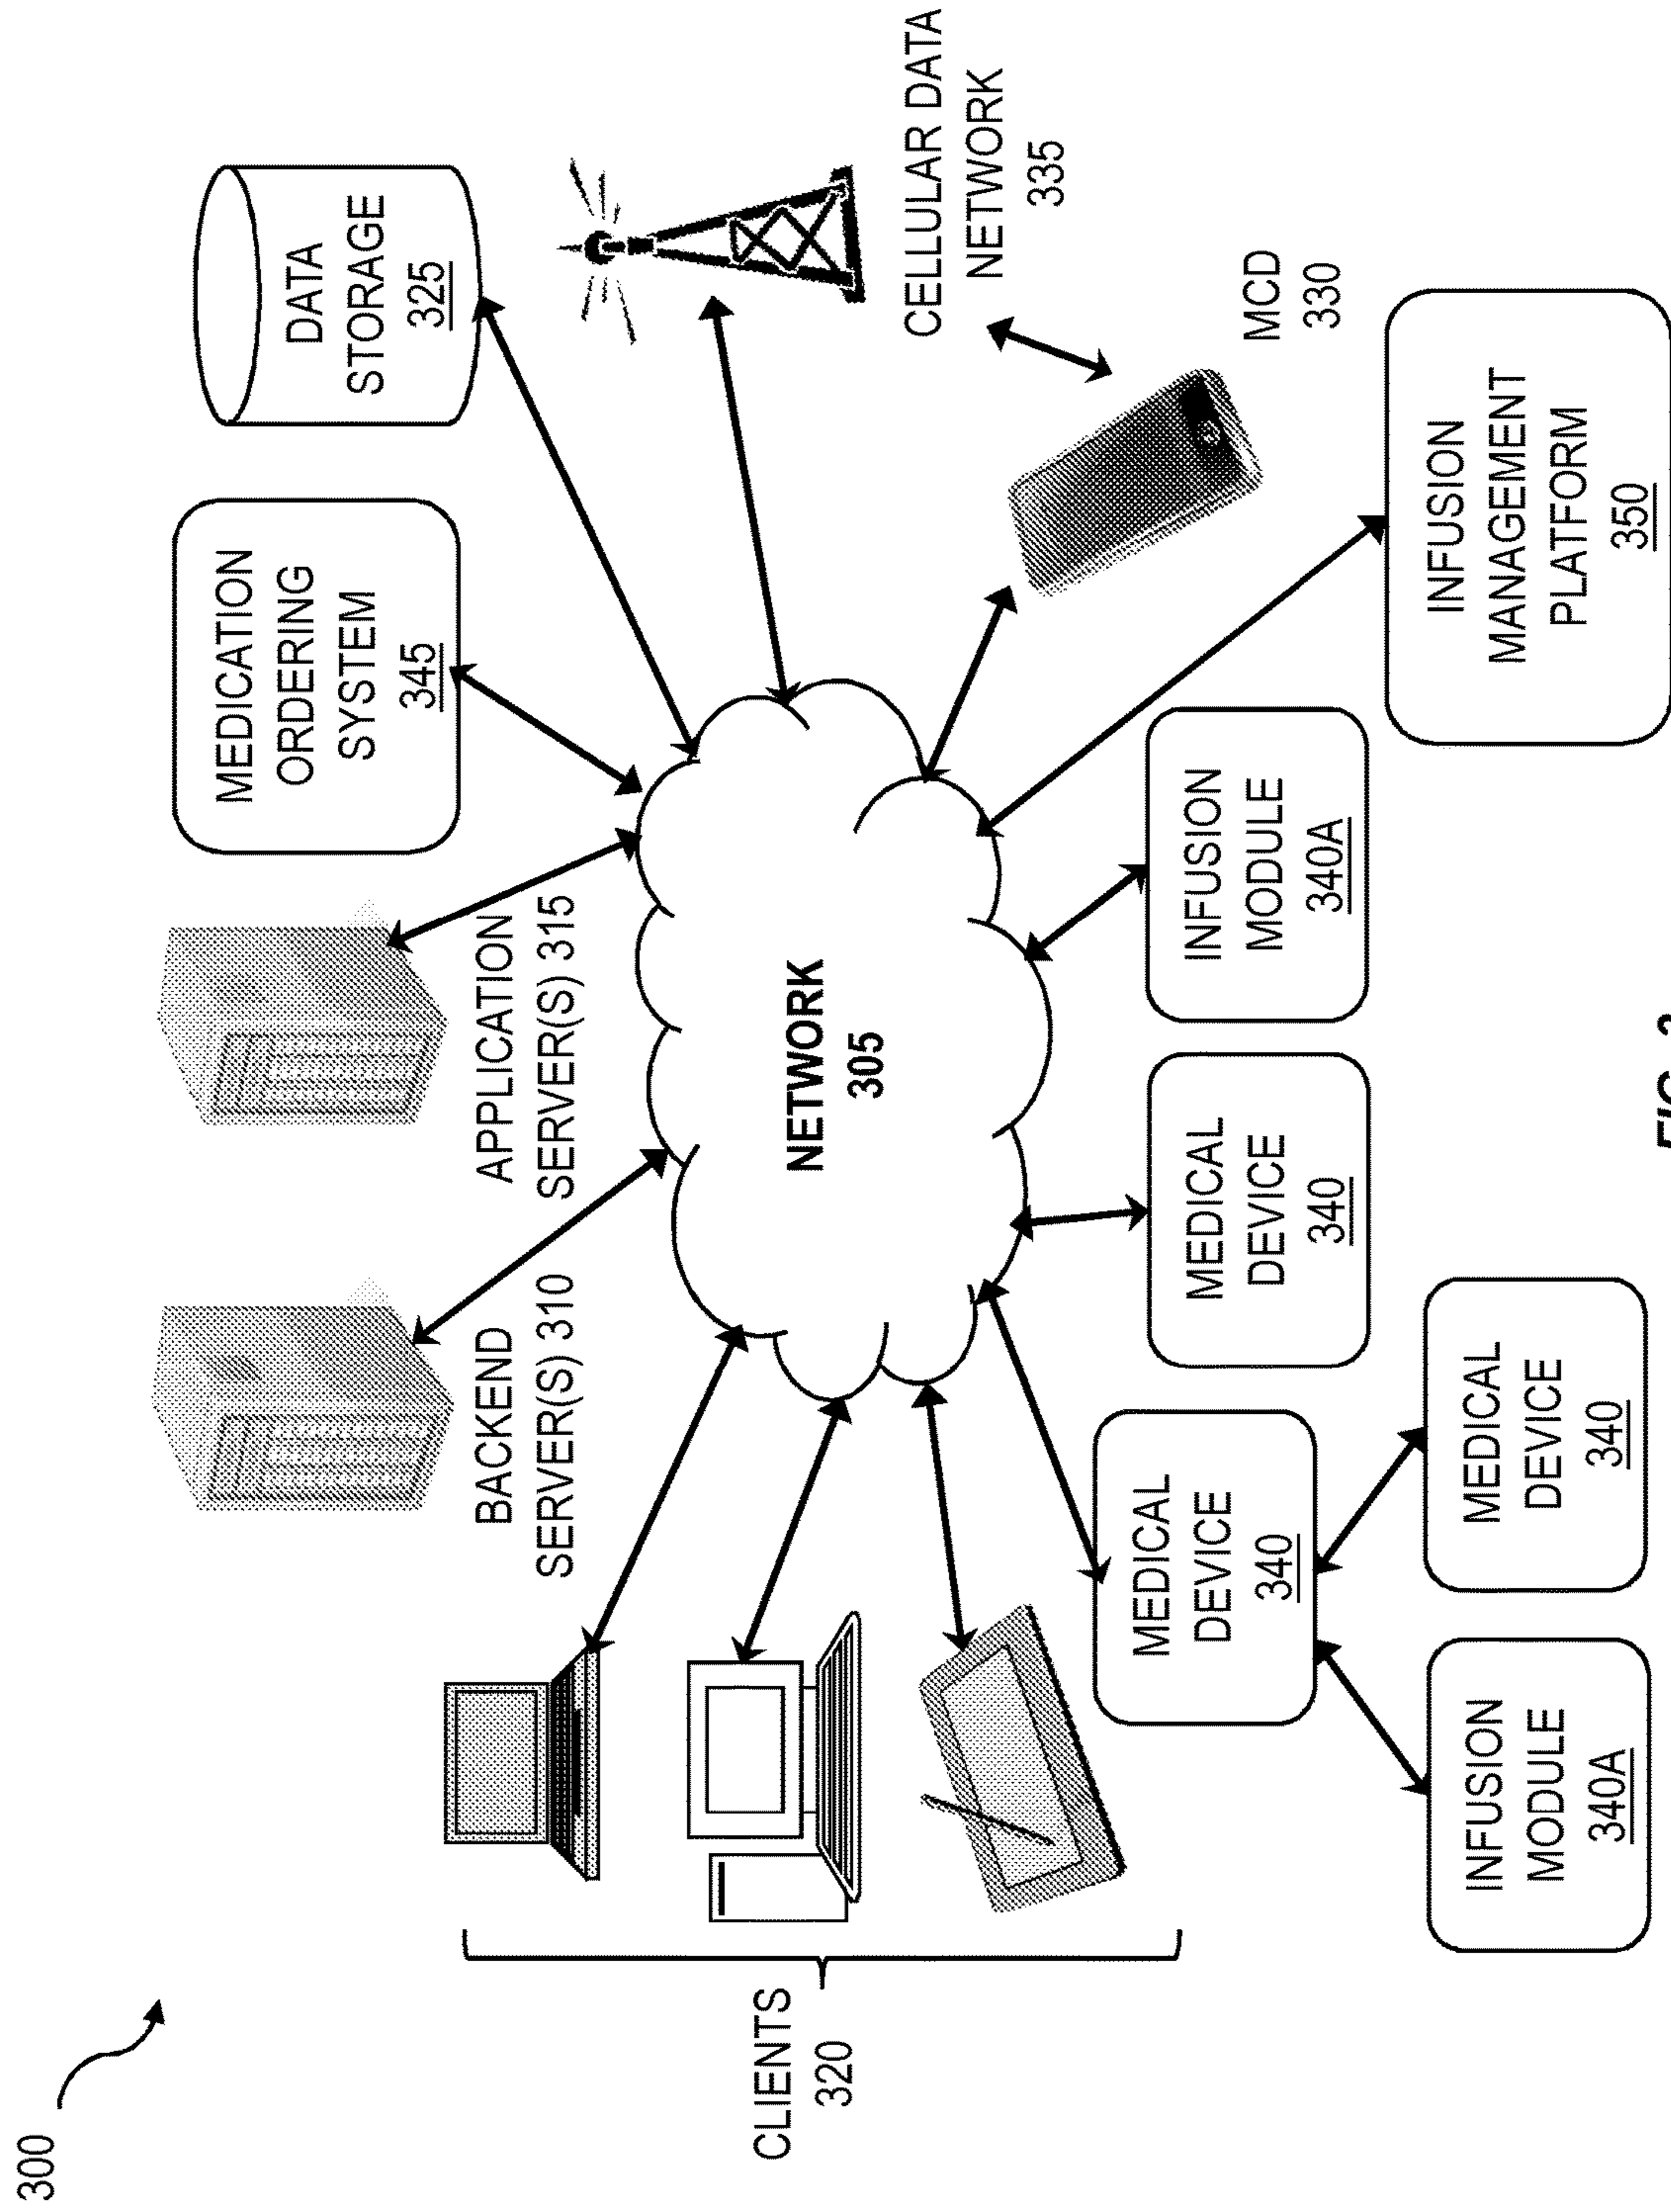 300
BACKEND
SERVER(S) 310
APPLICATION
SERVER(S) 315
MEDICATION
ORDERING
SYSTEM
345
DATA
STORAGE
325
CLIENTS
320
NETWORK
305
CELLULAR DATA
NETWORK
335
MCD
330
MEDICAL
DEVICE
340
MEDICAL
DEVICE
340
INFUSION
MODULE
340A
INFUSION
MANAGEMENT
PLATFORM
350
INFUSION
MODULE
340A
MEDICAL
DEVICE
340